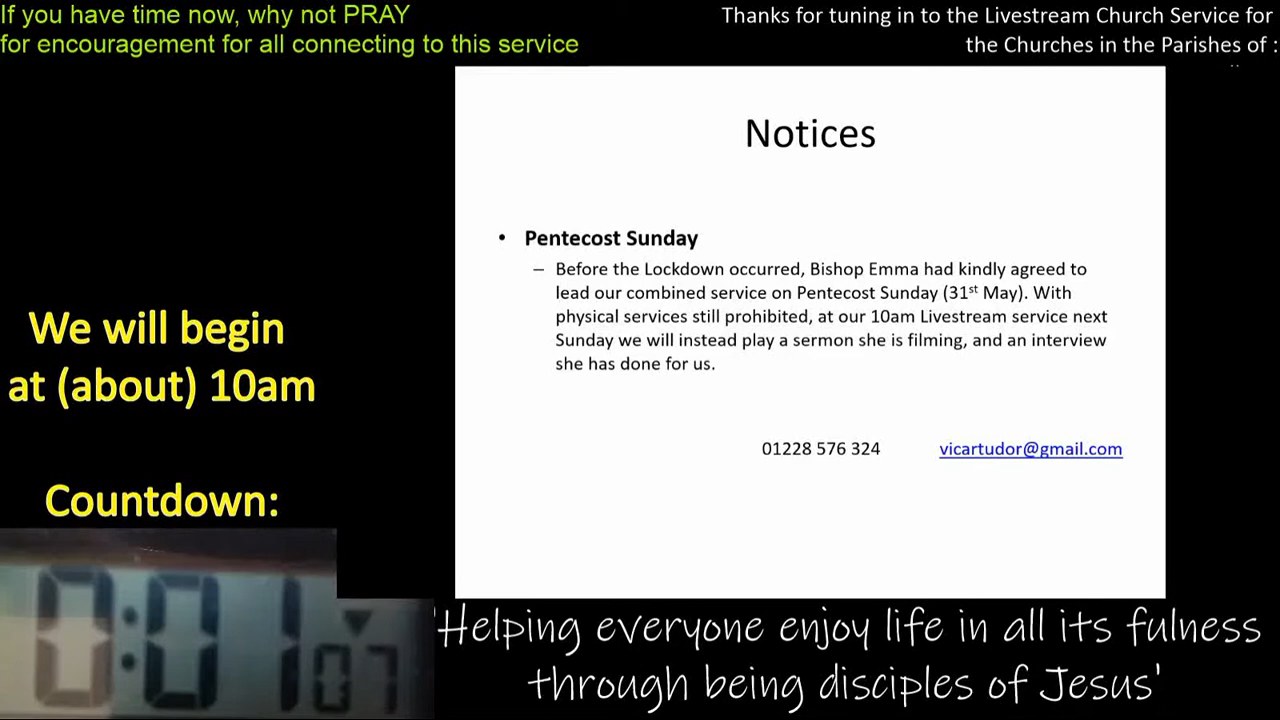 If you have time now, why not PRAY
for encouragement for all connecting to this service
Thanks for tuning in to the Livestream Church Service for
the Churches in the Parishes of :
Notices
• Pentecost Sunday
– Before the Lockdown occurred, Bishop Emma had kindly agreed to
lead our combined service on Pentecost Sunday (31st May). With
physical services still prohibited, at our 10am Livestream service next
Sunday we will instead play a sermon she is filming, and an interview
she has done for us.
01228 576 324 vicartudor@gmail.com
We will begin
at (about) 10am
Countdown:
0:01 07
'Helping everyone enjoy life in all its fulness
through being disciples of Jesus'